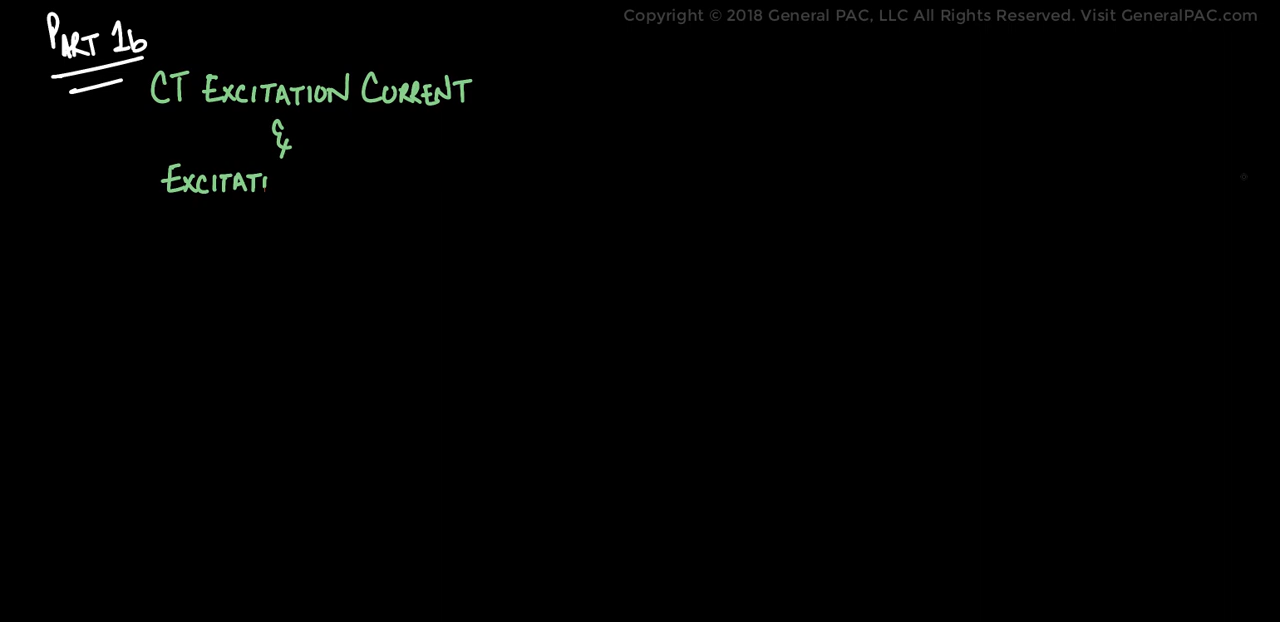 Copyright © 2018 General PAC, LLC All Rights Reserved. Visit GeneralPAC.com
PART 1b
CT EXCITATION CURRENT
&
EXCITATI